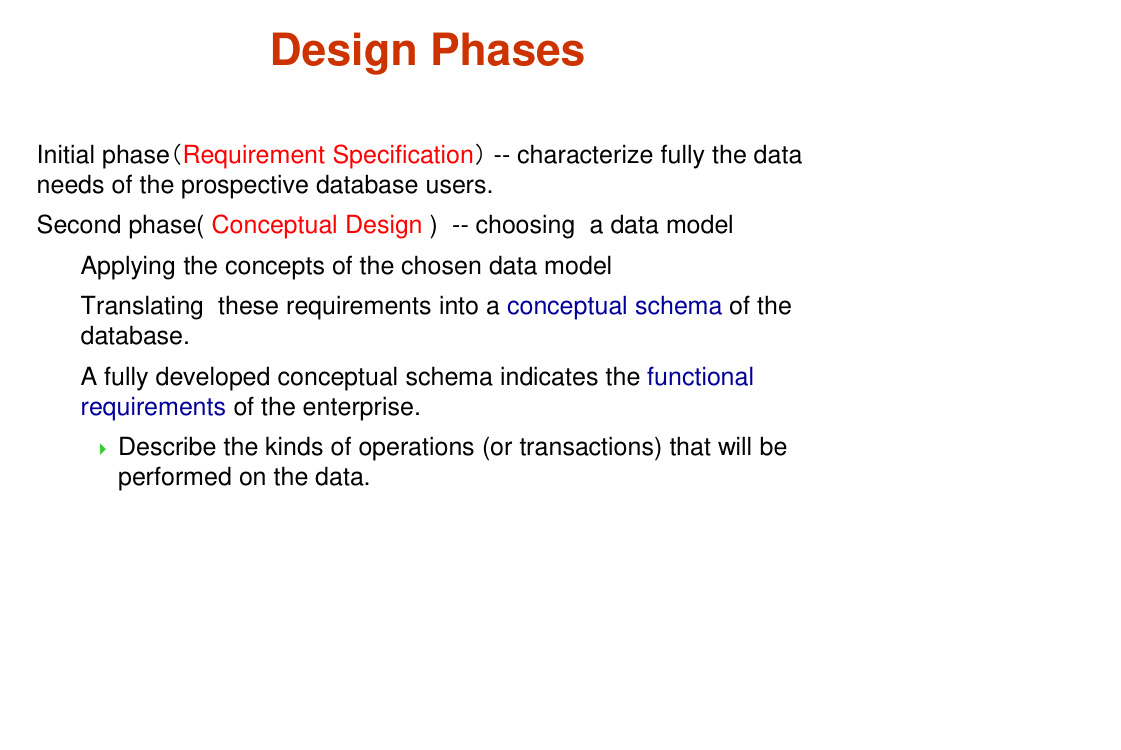 Design Phases
Initial phase（Requirement Specification） -- characterize fully the data
needs of the prospective database users.
Second phase( Conceptual Design )  -- choosing  a data model
Applying the concepts of the chosen data model
Translating  these requirements into a conceptual schema of the
database.
A fully developed conceptual schema indicates the functional
requirements of the enterprise.
Describe the kinds of operations (or transactions) that will be
performed on the data.